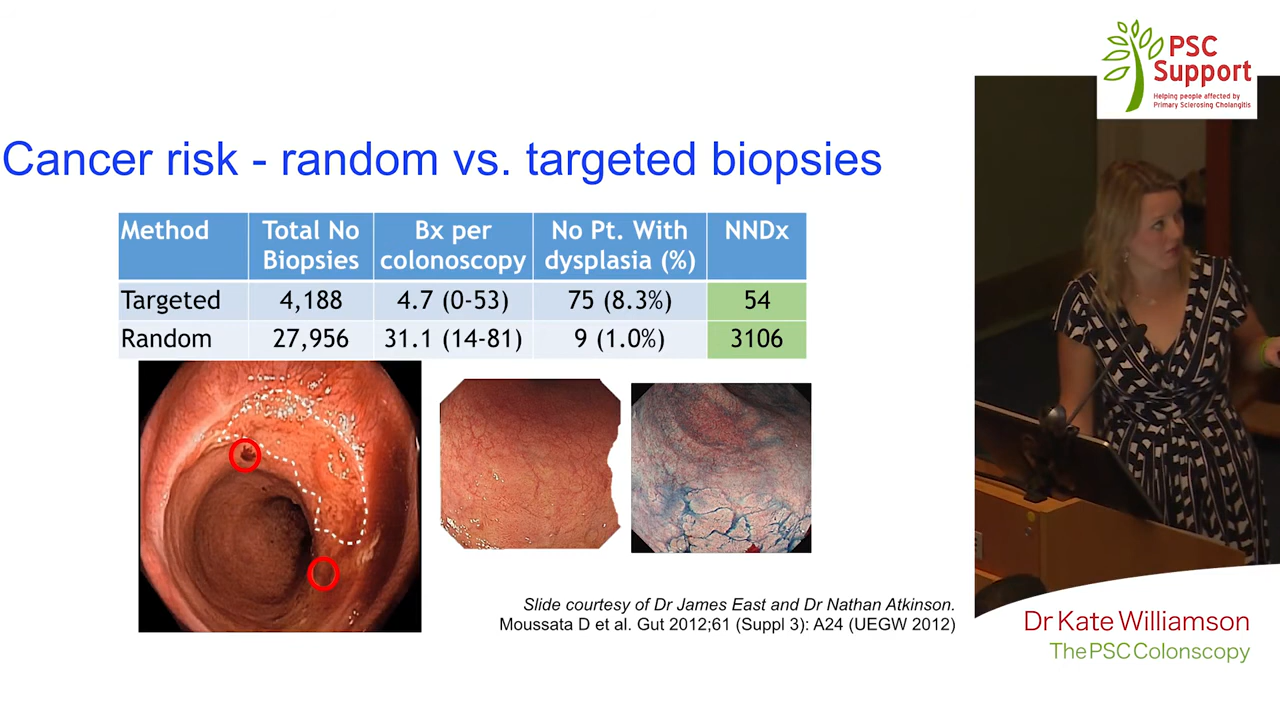 PSC
Support
Helping people affected by
Primary Sclerosing Cholangitis
Cancer risk - random vs. targeted biopsies
Method Total No Biopsies Bx per colonoscopy No Pt. With dysplasia (%) NNDx
Targeted 4,188 4.7 (0-53) 75 (8.3%) 54
Random 27,956 31.1 (14-81) 9 (1.0%) 3106
Slide courtesy of Dr James East and Dr Nathan Atkinson.
Moussata D et al. Gut 2012;61 (Suppl 3): A24 (UEGW 2012)
Dr Kate Williamson
The PSC Colonscopy